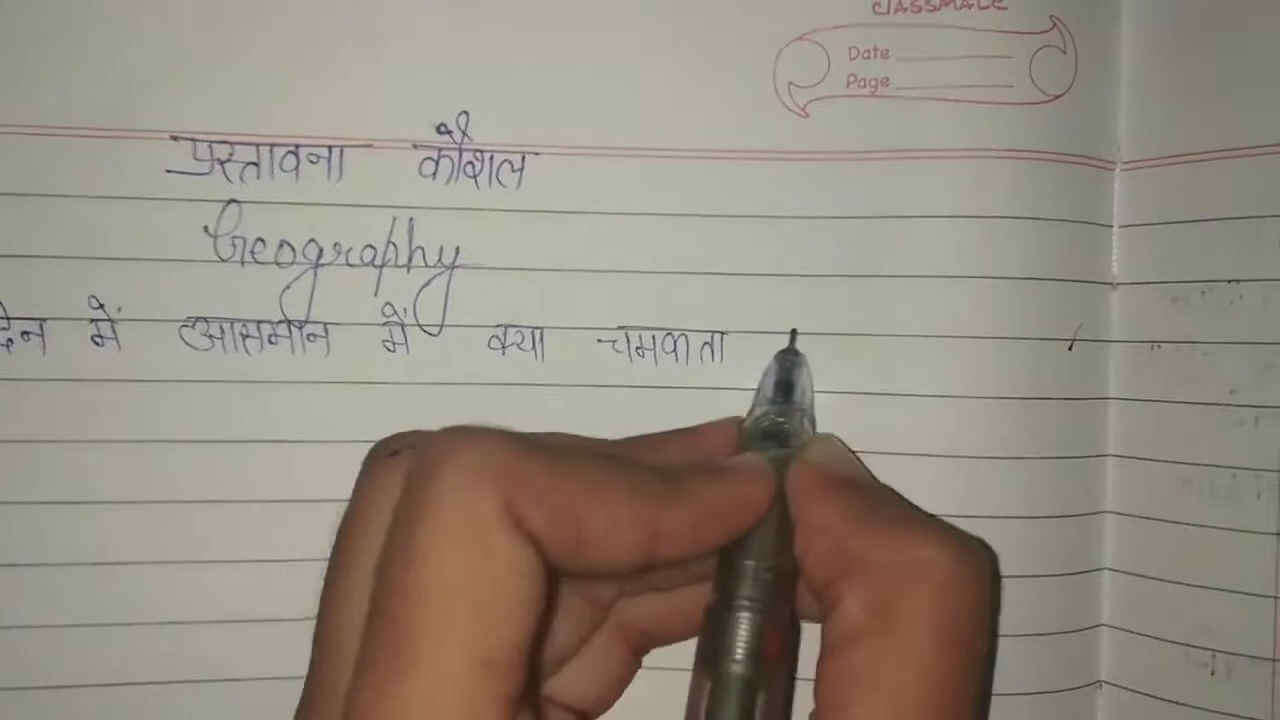 CLASSMATE
Date
Page
प्रस्तावना कौशल
Geography
में आसमान में क्या चमकता